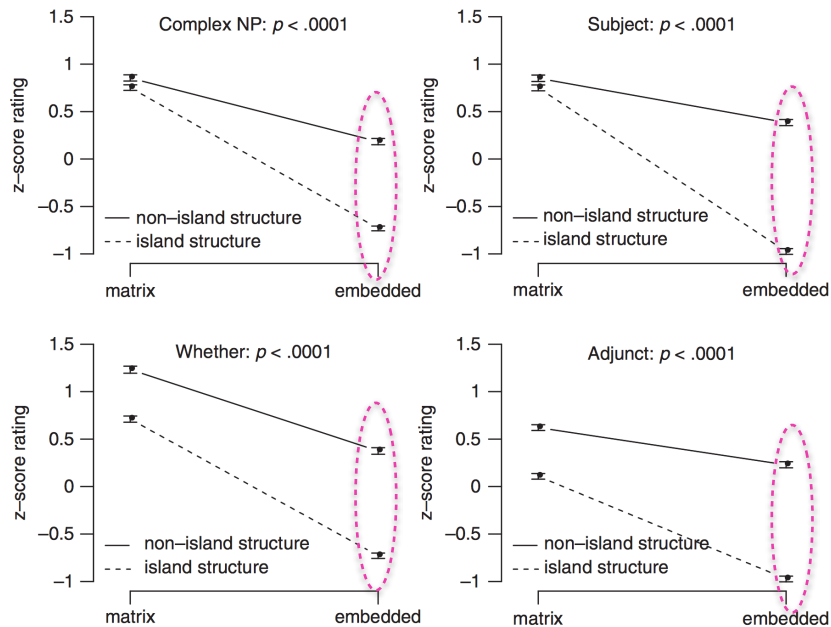 Complex NP: p < .0001
z–score rating
1.5
1
0.5
0
–0.5
–1
non–island structure
island structure
matrix
embedded
Subject: p < .0001
z–score rating
1.5
1
0.5
0
–0.5
–1
non–island structure
island structure
matrix
embedded
Whether: p < .0001
z–score rating
1.5
1
0.5
0
–0.5
–1
non–island structure
island structure
matrix
embedded
Adjunct: p < .0001
z–score rating
1.5
1
0.5
0
–0.5
–1
non–island structure
island structure
matrix
embedded